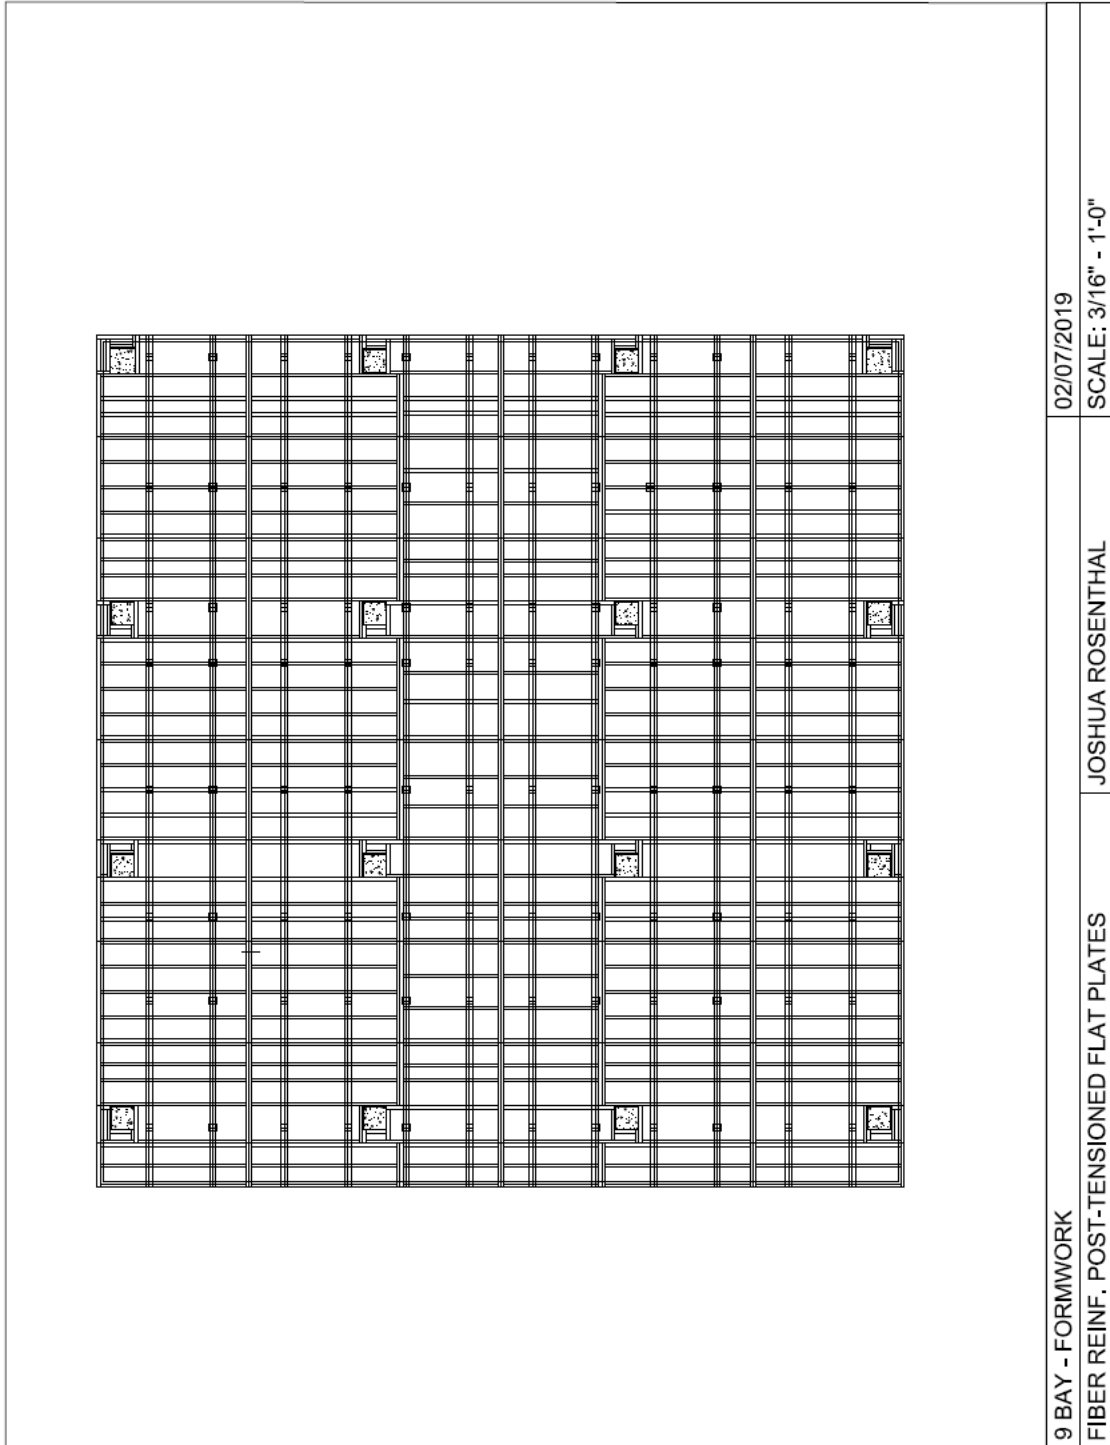 9 BAY - FORMWORK
02/07/2019
FIBER REINF. POST-TENSIONED FLAT PLATES
JOSHUA ROSENTHAL
SCALE: 3/16" - 1'-0"